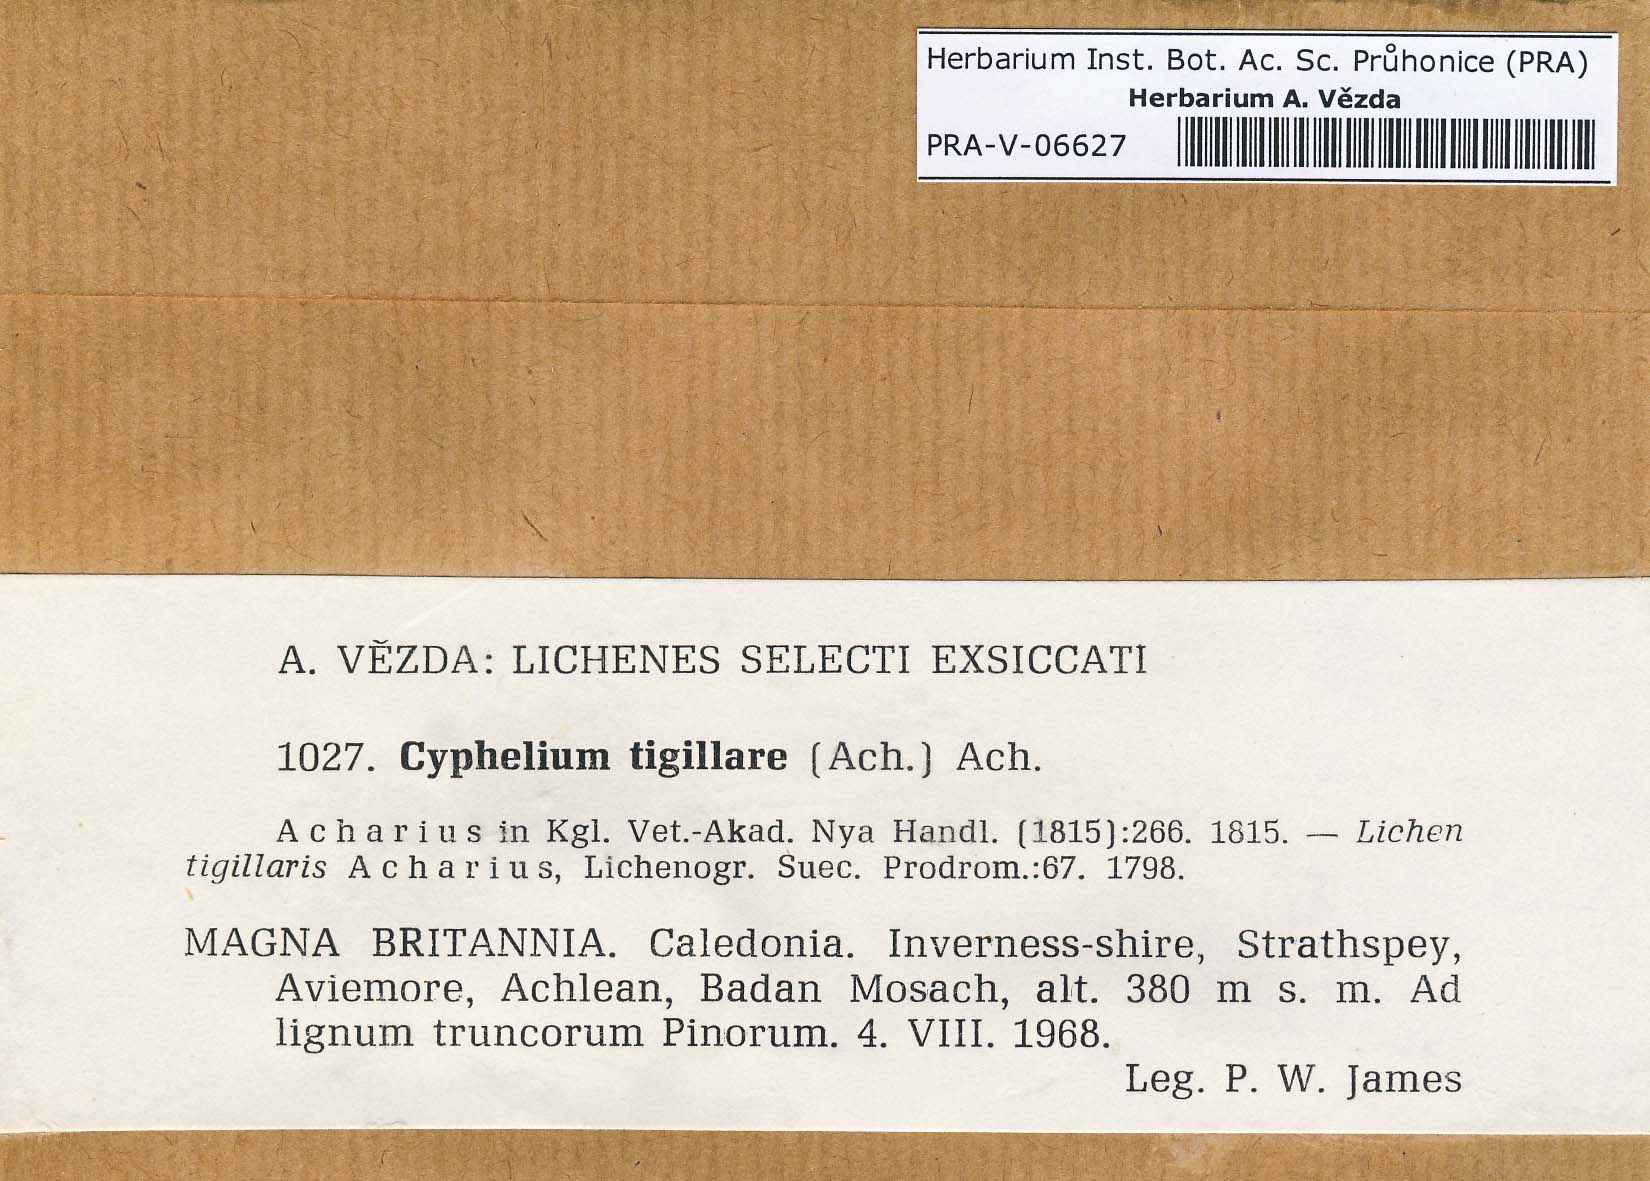 Herbarium Inst. Bot. Ac. Sc. Průhonice (PRA)
Herbarium A. Vězda
PRA-V-06627
A. VĚZDA: LICHENES SELECTI EXSICCATI
1027. Cyphelium tigillare (Ach.) Ach.
Acharius in Kgl. Vet.-Akad. Nya Handl. (1815):266. 1815. — Lichen
tigillaris Acharius, Lichenogr. Suec. Prodrom.:67. 1798.
MAGNA BRITANNIA. Caledonia. Inverness-shire, Strathspey,
Aviemore, Achlean, Badan Mosach, alt. 380 m s. m. Ad
lignum truncorum Pinorum. 4. VIII. 1968.
Leg. P. W. James